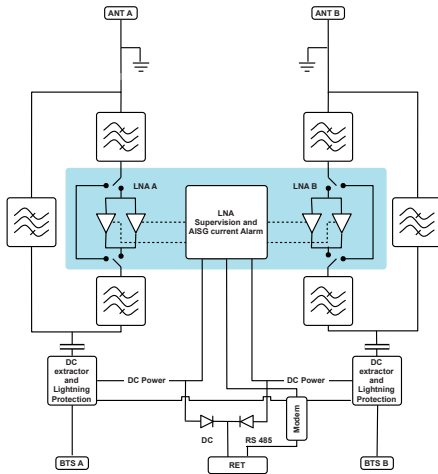 ANT A
ANT B
LNA A
LNA B
LNA
Supervision and
AISG current Alarm
DC
extractor
and
Lightning
Protection
DC Power
DC Power
DC
extractor
and
Lightning
Protection
Modem
DC
RS 485
BTS A
RET
BTS B